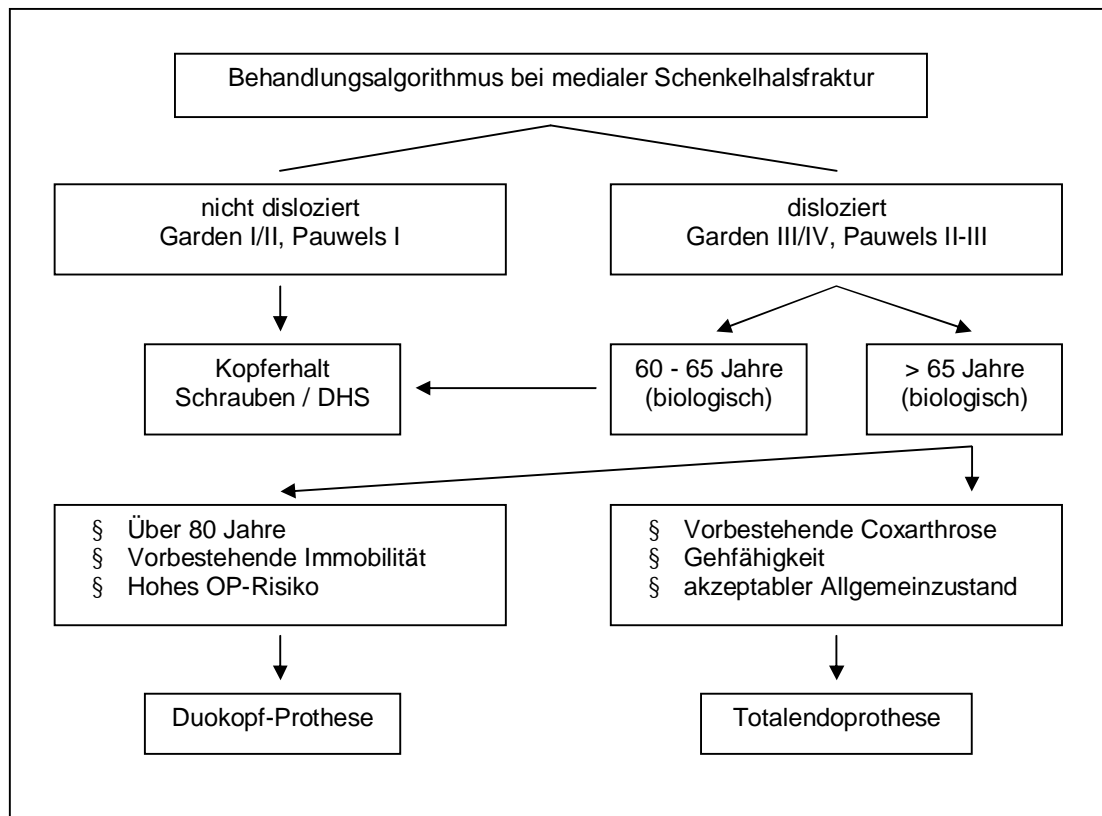 Behandlungsalgorithmus bei medialer Schenkelhalsfraktur
nicht disloziert
Garden I/II, Pauwels I
disloziert
Garden III/IV, Pauwels II-III
Kopferhalt
Schrauben / DHS
60 - 65 Jahre
(biologisch)
> 65 Jahre
(biologisch)
§ Über 80 Jahre
§ Vorbestehende Immobilität
§ Hohes OP-Risiko
§ Vorbestehende Coxarthrose
§ Gehfähigkeit
§ akzeptabler Allgemeinzustand
Duokopf-Prothese
Totalendoprothese